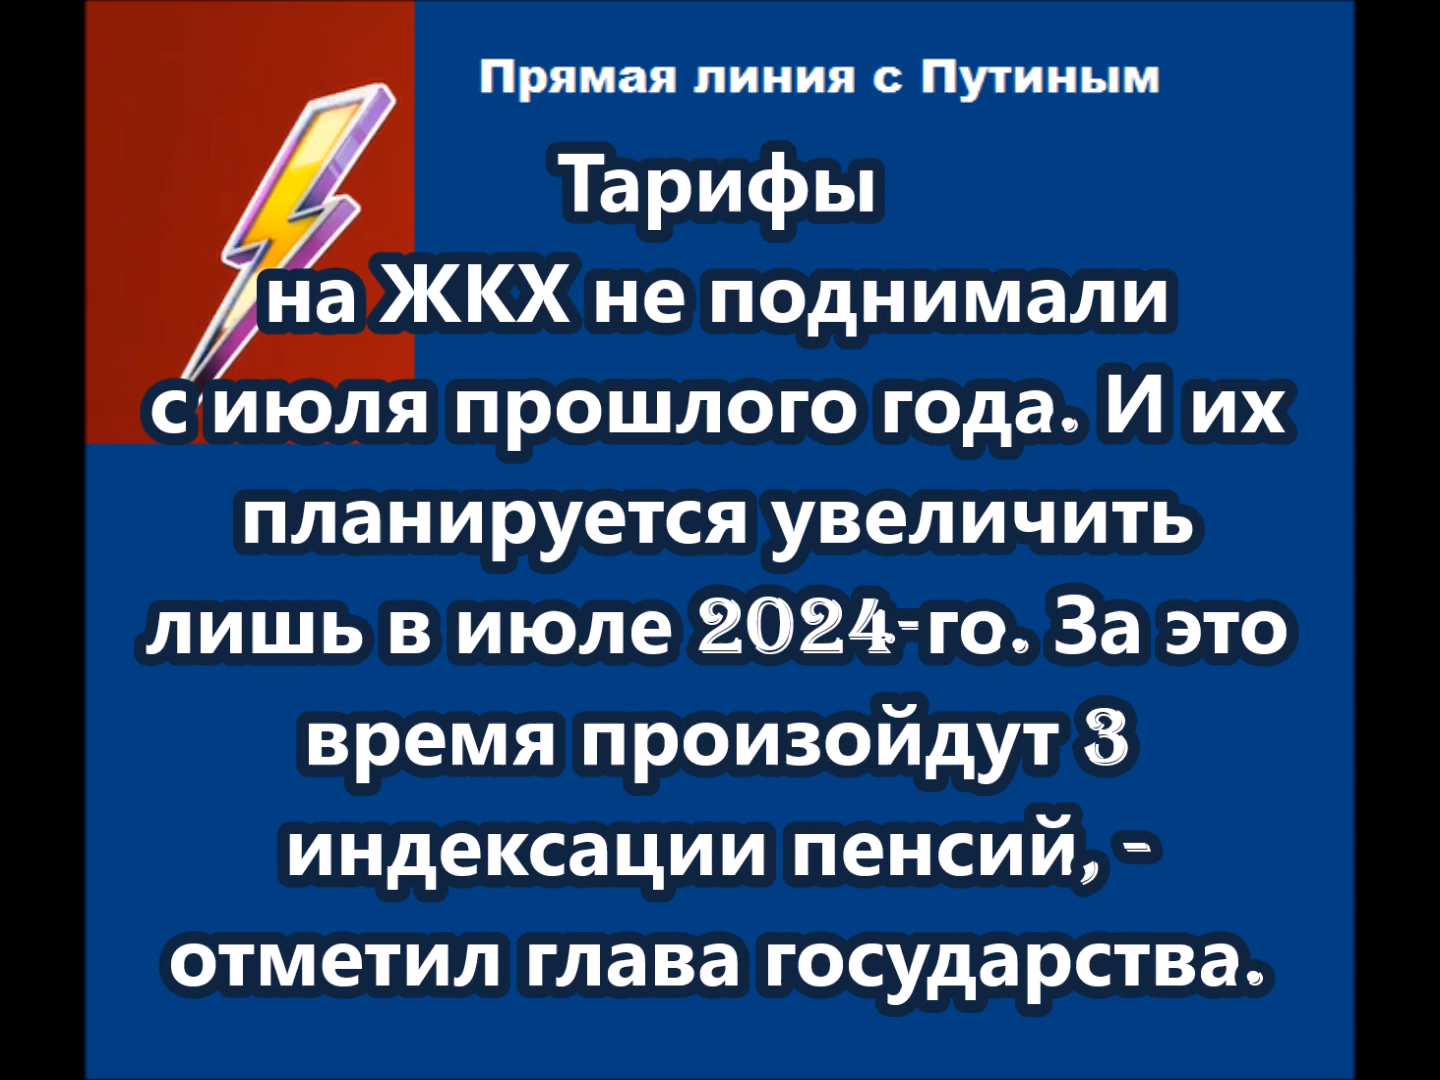 Прямая линия с Путиным
Тарифы
на ЖКХ не поднимали
с июля прошлого года. И их
планируется увеличить
лишь в июле 2024-го. За это
время произойдут 3
индексации пенсий, -
отметил глава государства.